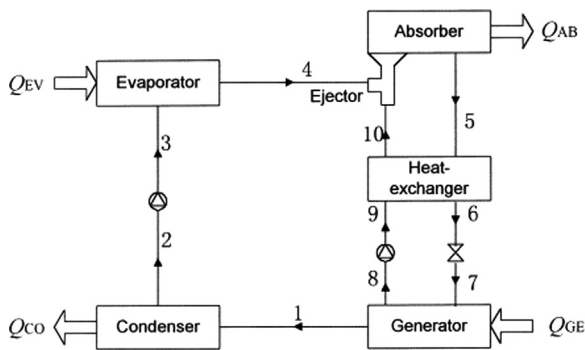 Absorber
Q_AB
Q_EV
Evaporator
4
Ejector
3
10
5
Heat-
exchanger
9
6
2
8
7
Q_CO
Condenser
1
Generator
Q_GE